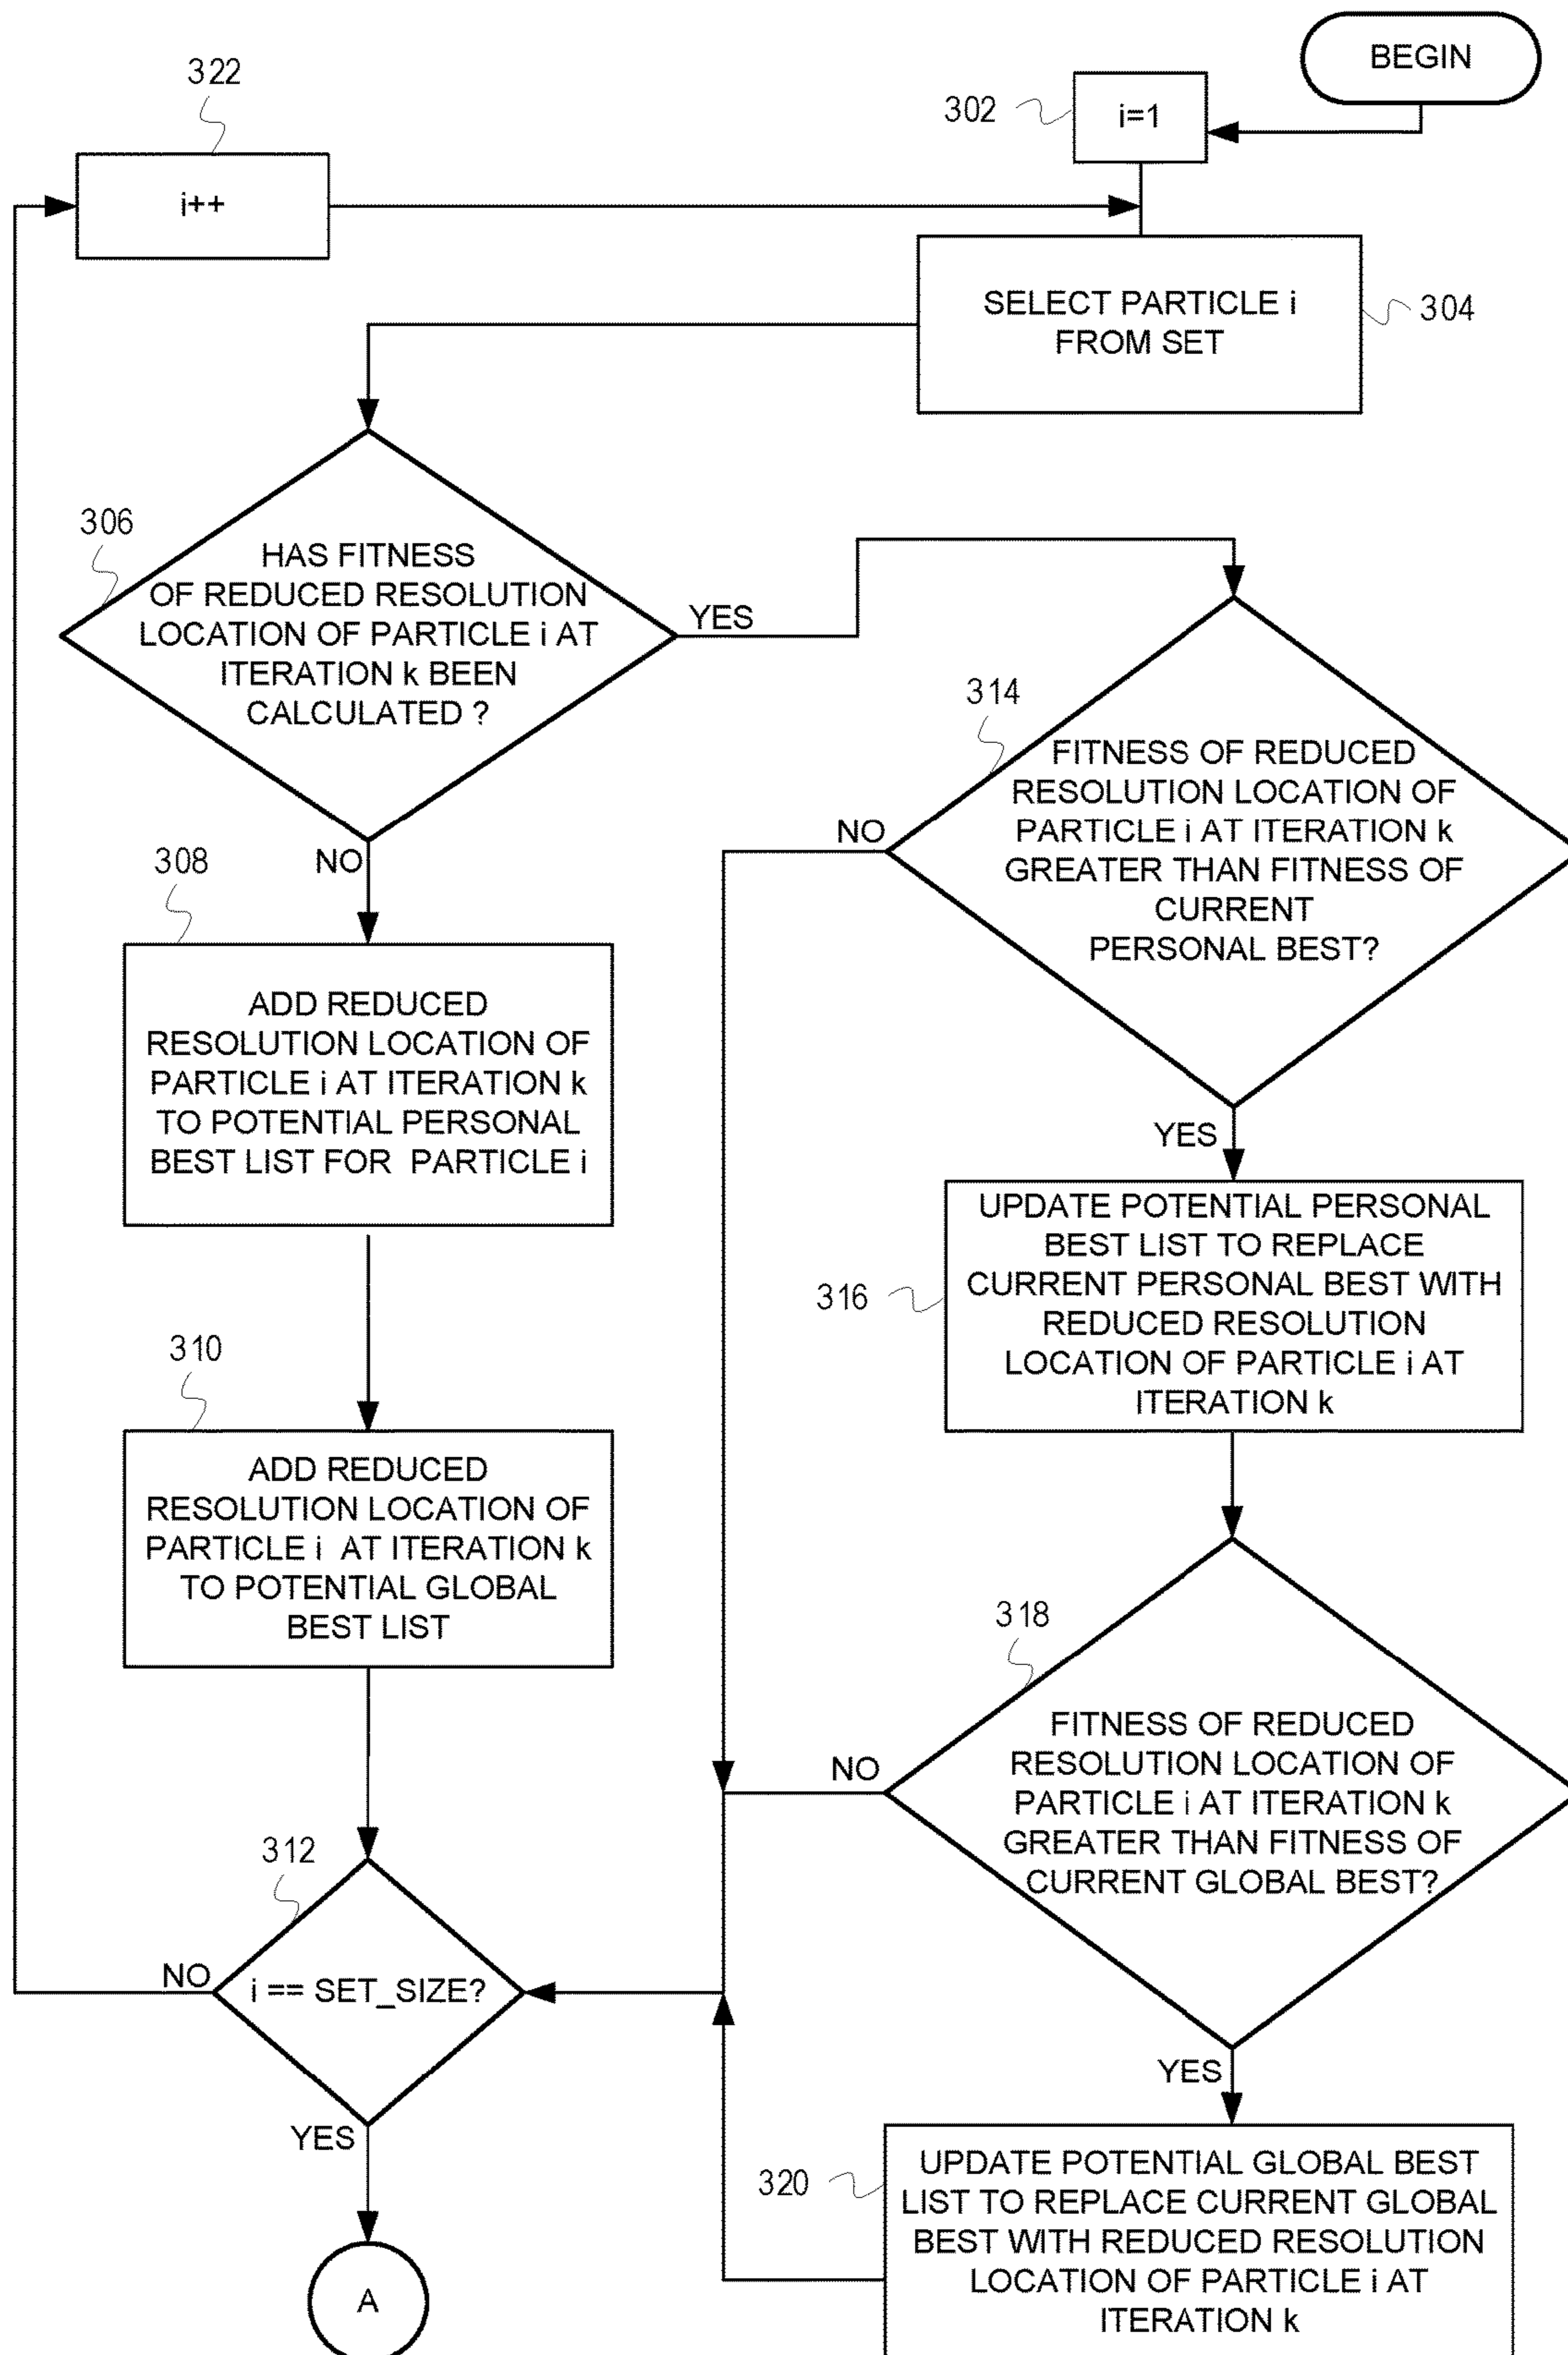 BEGIN
302
i=1
322
i++
SELECT PARTICLE i
FROM SET
304
306
HAS FITNESS
OF REDUCED RESOLUTION
LOCATION OF PARTICLE i AT
ITERATION k BEEN
CALCULATED ?
YES
NO
308
ADD REDUCED
RESOLUTION LOCATION OF
PARTICLE i AT ITERATION k
TO POTENTIAL PERSONAL
BEST LIST FOR PARTICLE i
310
ADD REDUCED
RESOLUTION LOCATION OF
PARTICLE i AT ITERATION k
TO POTENTIAL GLOBAL
BEST LIST
312
i == SET_SIZE?
NO
YES
A
314
FITNESS OF REDUCED
RESOLUTION LOCATION OF
PARTICLE i AT ITERATION k
GREATER THAN FITNESS OF
CURRENT
PERSONAL BEST?
NO
YES
316
UPDATE POTENTIAL PERSONAL
BEST LIST TO REPLACE
CURRENT PERSONAL BEST WITH
REDUCED RESOLUTION
LOCATION OF PARTICLE i AT
ITERATION k
318
FITNESS OF REDUCED
RESOLUTION LOCATION OF
PARTICLE i AT ITERATION k
GREATER THAN FITNESS OF
CURRENT GLOBAL BEST?
NO
YES
320
UPDATE POTENTIAL GLOBAL BEST
LIST TO REPLACE CURRENT GLOBAL
BEST WITH REDUCED RESOLUTION
LOCATION OF PARTICLE i AT
ITERATION k